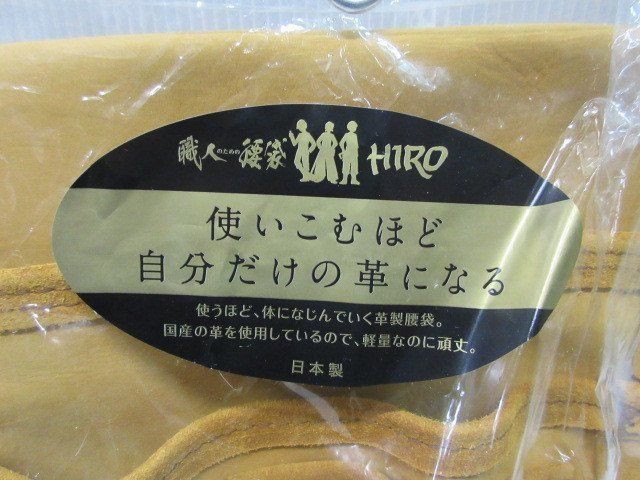 職人のための腰袋 HIRO
使いこむほど
自分だけの革になる
使うほど、体になじんでいく革製腰袋。
国産の革を使用しているので、軽量なのに頑丈。
日本製